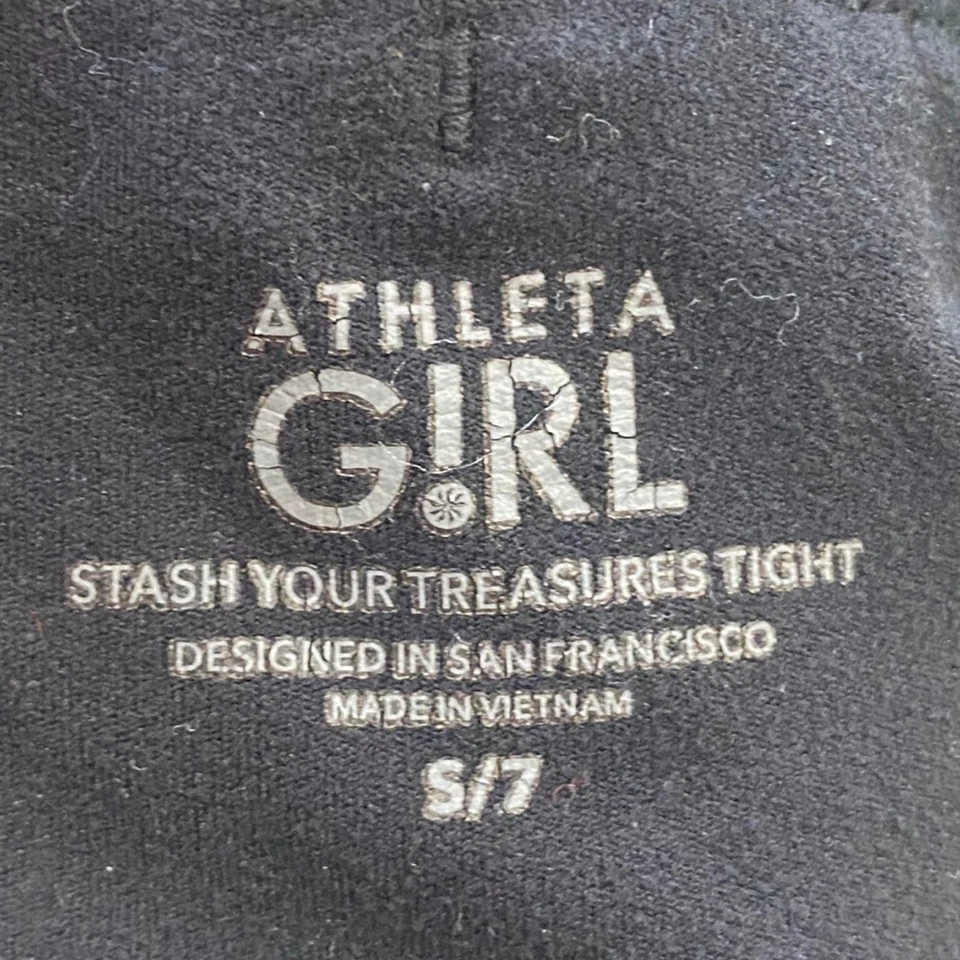 ATHLETA
G!RL
STASH YOUR TREASURES TIGHT
DESIGNED IN SAN FRANCISCO
MADE IN VIETNAM
S/7